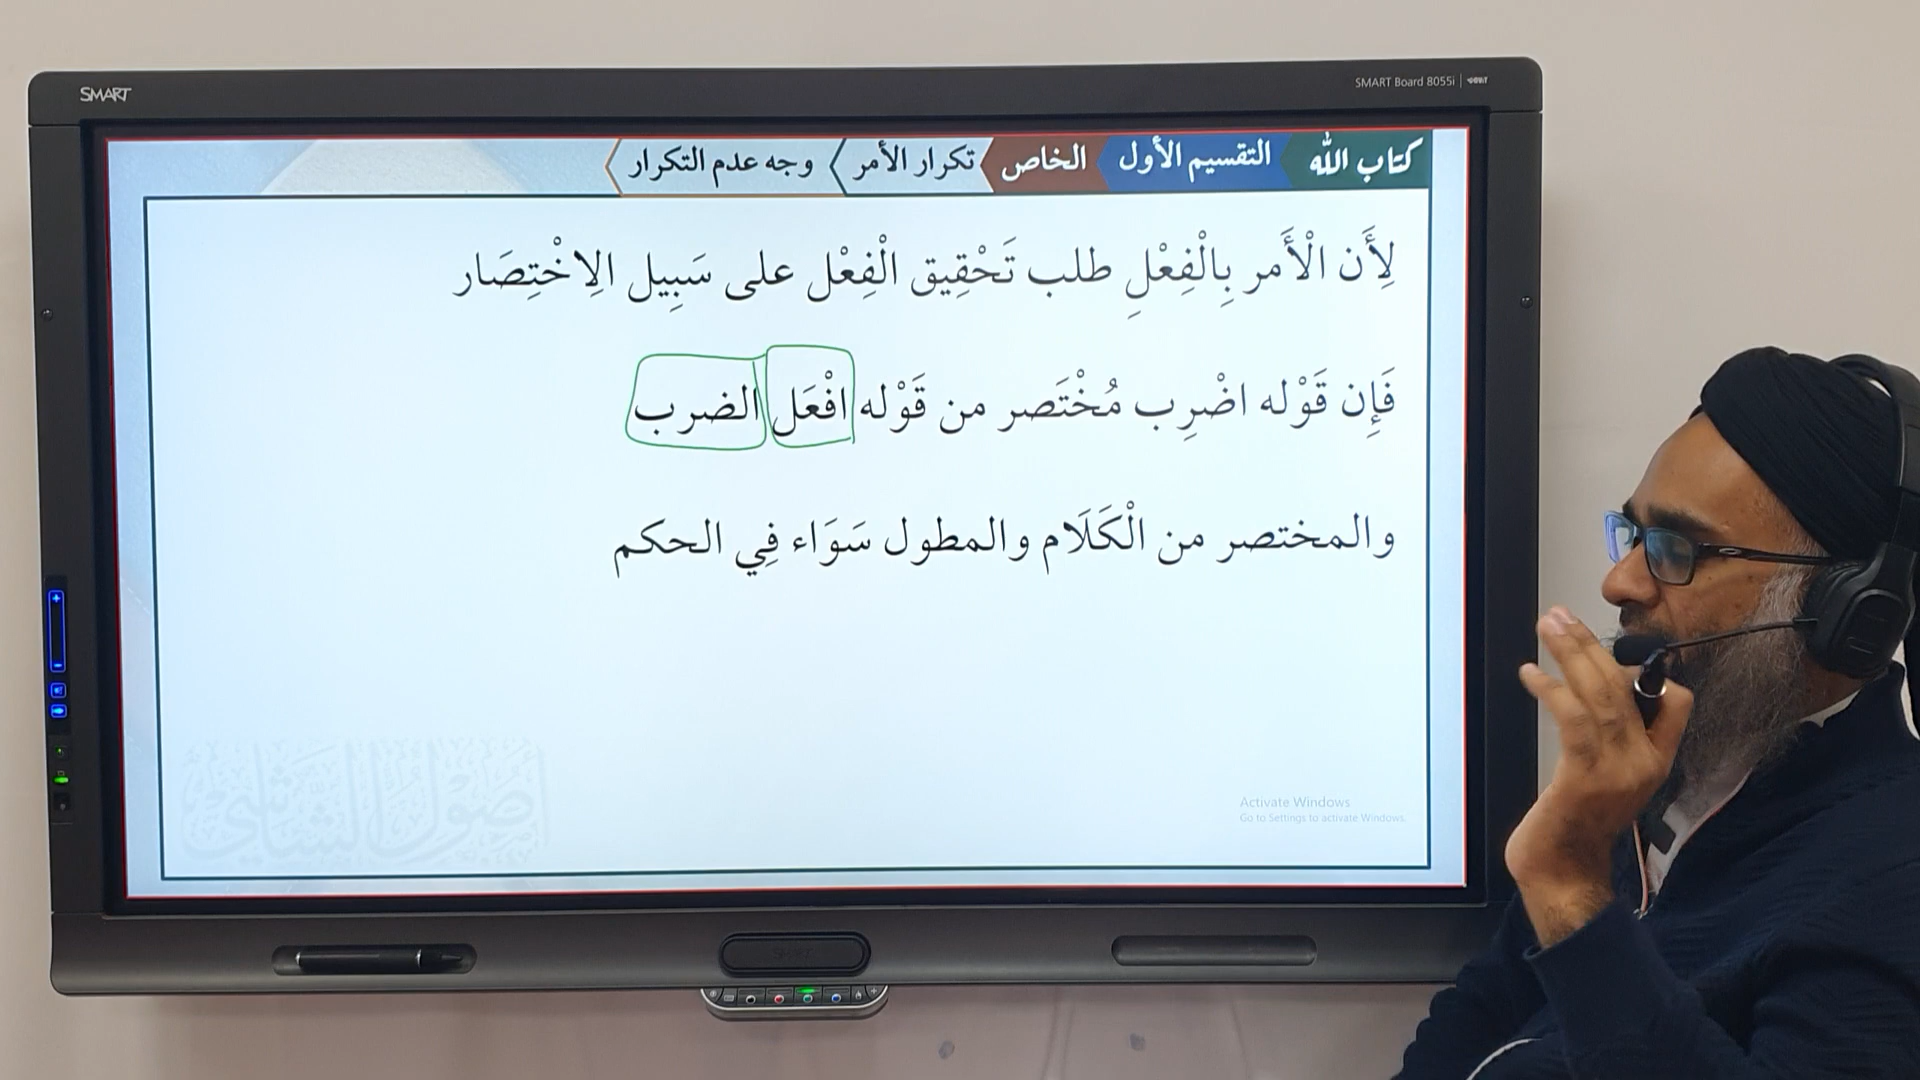 SMART
SMART Board 8055i
كتاب الله التقسيم الأول الخاص تكرار الأمر وجه عدم التكرار
لِأَن الْأَمر بِالْفِعْلِ طلب تَحْقِيق الْفِعْل على سَبِيل الِاخْتِصَار
فَإِن قَوْله اضْرِب مُخْتَصر من قَوْله افْعَل الضرب
والمختصر من الْكَلَام والمطول سَوَاء فِي الحكم
أصول الشاشي
Activate Windows
Go to Settings to activate Windows.